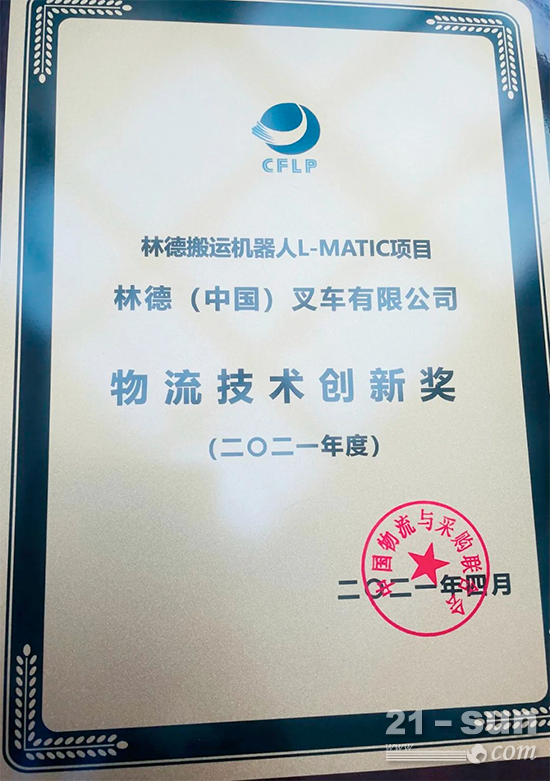 CFLP
林德搬运机器人L-MATIC项目
林德（中国）叉车有限公司
物流技术创新奖
（二〇二一年度）
中国物流与采购联合会
二〇二一年四月
21-Sun
www.
com